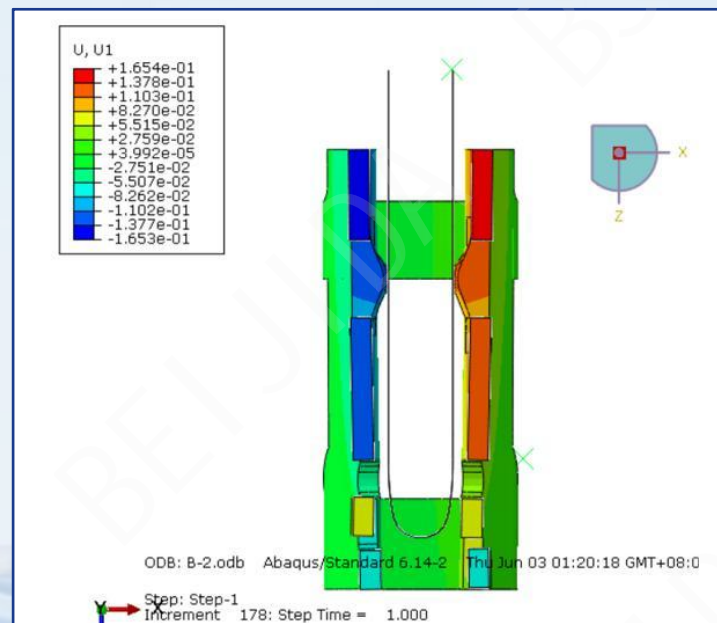 U, U1
+1.654e-01
+1.378e-01
+1.103e-01
+8.270e-02
+5.515e-02
+2.759e-02
+3.992e-05
-2.751e-02
-5.507e-02
-8.262e-02
-1.102e-01
-1.377e-01
-1.653e-01
X
Z
BEIJIDA
ODB: B-2.odb Abaqus/Standard 6.14-2 Thu Jun 03 01:20:18 GMT+08:0
Step: Step-1
Increment 178: Step Time = 1.000
Y X